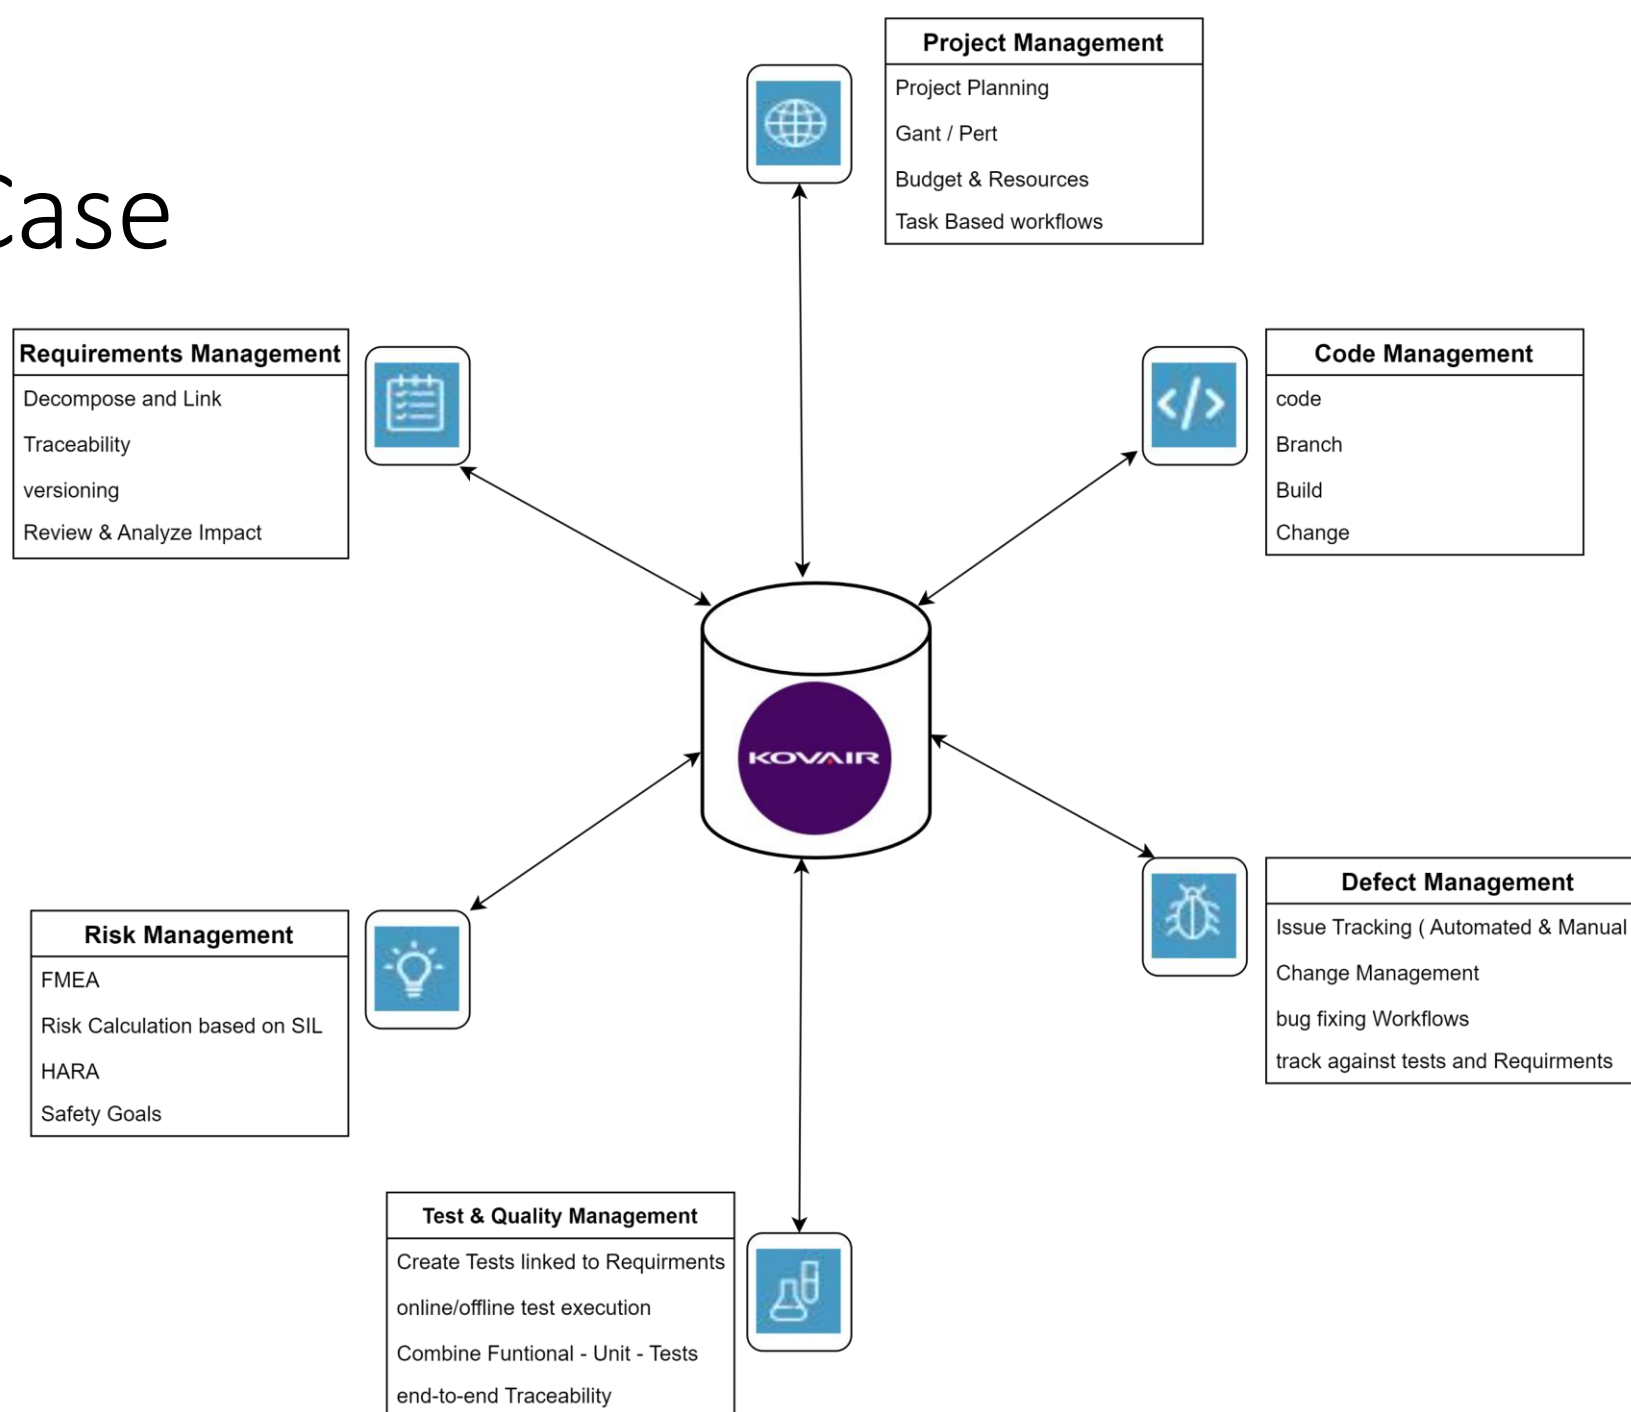 Case
Project Management
Project Planning
Gant / Pert
Budget & Resources
Task Based workflows
Requirements Management
Decompose and Link
Traceability
versioning
Review & Analyze Impact
</>
Code Management
code
Branch
Build
Change
KOVAIR
Risk Management
FMEA
Risk Calculation based on SIL
HARA
Safety Goals
Defect Management
Issue Tracking ( Automated & Manual
Change Management
bug fixing Workflows
track against tests and Requirments
Test & Quality Management
Create Tests linked to Requirments
online/offline test execution
Combine Funtional - Unit - Tests
end-to-end Traceability